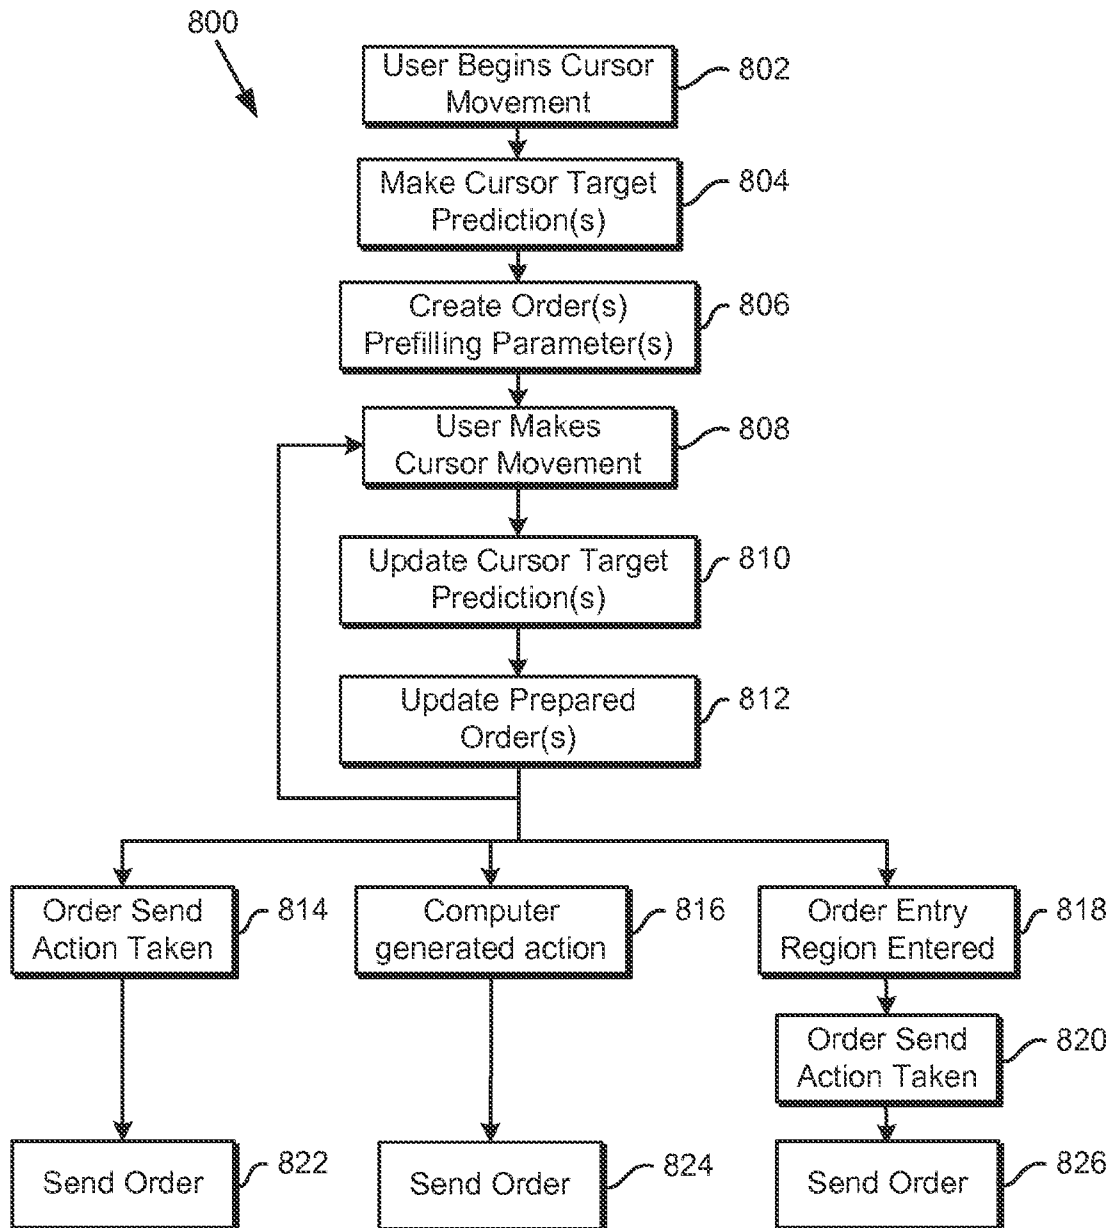 800
User Begins Cursor
Movement
802
Make Cursor Target
Prediction(s)
804
Create Order(s)
Prefilling Parameter(s)
806
User Makes
Cursor Movement
808
Update Cursor Target
Prediction(s)
810
Update Prepared
Order(s)
812
Order Send
Action Taken
814
Computer
generated action
816
Order Entry
Region Entered
818
Order Send
Action Taken
820
Send Order
822
Send Order
824
Send Order
826